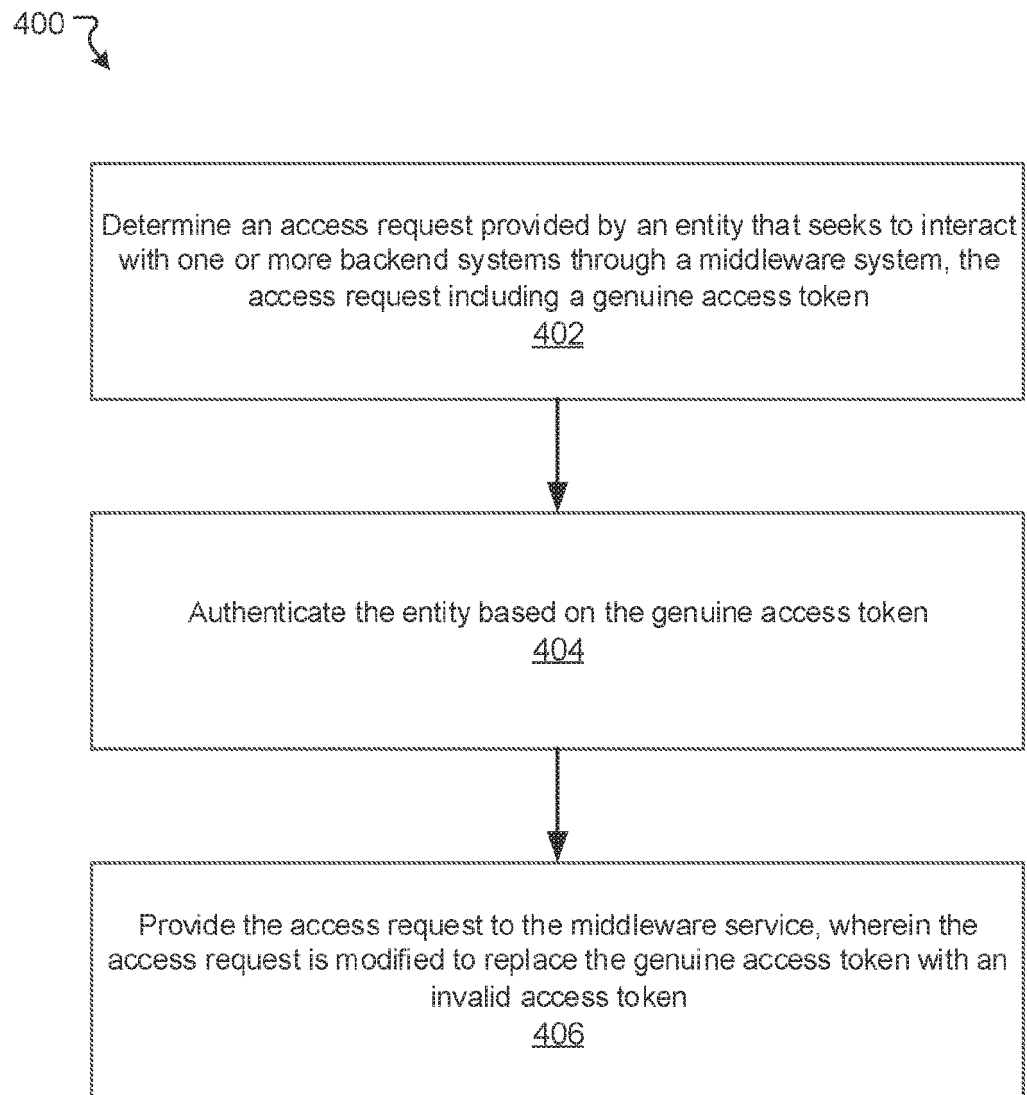 400
Determine an access request provided by an entity that seeks to interact
with one or more backend systems through a middleware system, the
access request including a genuine access token
402
Authenticate the entity based on the genuine access token
404
Provide the access request to the middleware service, wherein the
access request is modified to replace the genuine access token with an
invalid access token
406